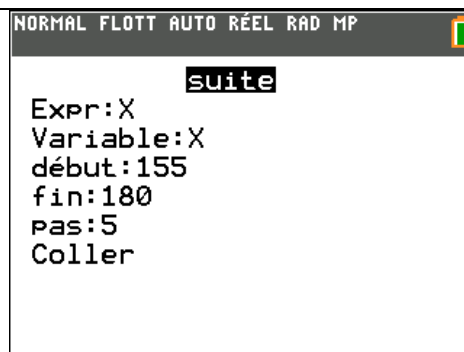 NORMAL FLOTT AUTO RÉEL RAD MP
suite
Expr:X
Variable:X
début:155
fin:180
pas:5
Coller